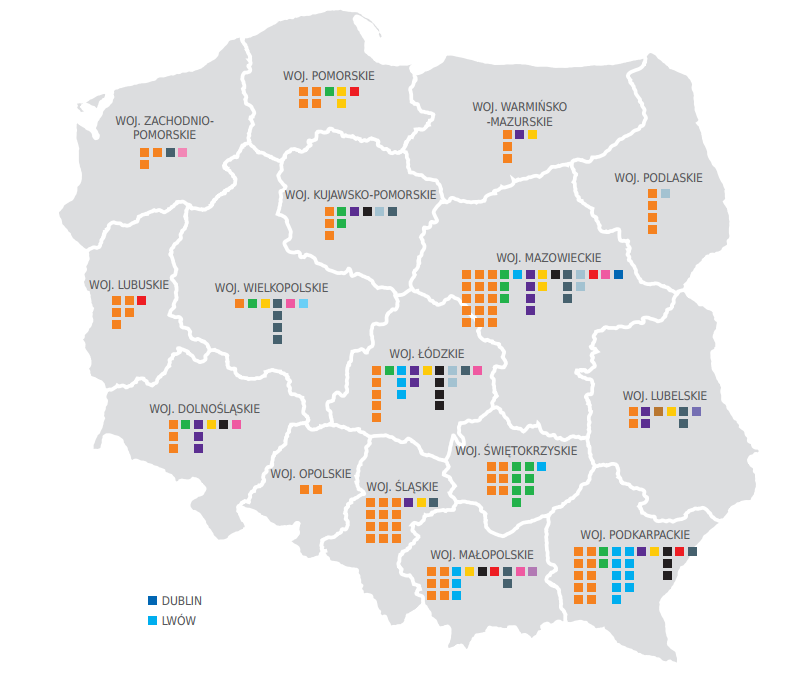 WOJ. POMORSKIE
WOJ. WARMIŃSKO
-MAZURSKIE
WOJ. ZACHODNIO-
POMORSKIE
WOJ. PODLASKIE
WOJ. KUJAWSKO-POMORSKIE
WOJ. MAZOWIECKIE
WOJ. LUBUSKIE
WOJ. WIELKOPOLSKIE
WOJ. ŁÓDZKIE
WOJ. LUBELSKIE
WOJ. DOLNOŚLĄSKIE
WOJ. ŚWIĘTOKRZYSKIE
WOJ. OPOLSKIE
WOJ. ŚLĄSKIE
WOJ. PODKARPACKIE
WOJ. MAŁOPOLSKIE
DUBLIN
LWÓW